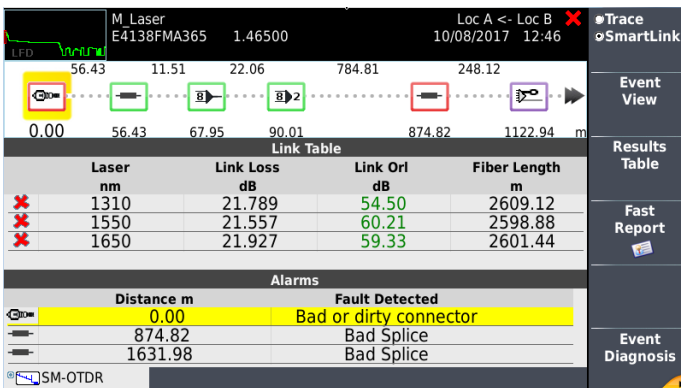 M_Laser Loc A <- Loc B
E4138FMA365 1.46500 10/08/2017 12:46
LFD
Trace
SmartLink
56.43 11.51 22.06 784.81 248.12
2
0.00 56.43 67.95 90.01 874.82 1122.94 m
Event
View
Link Table
Laser Link Loss Link Orl Fiber Length
nm dB dB m
1310 21.789 54.50 2609.12
1550 21.557 60.21 2598.88
1650 21.927 59.33 2601.44
Results
Table
Fast
Report
Alarms
Distance m Fault Detected
0.00 Bad or dirty connector
874.82 Bad Splice
1631.98 Bad Splice
Event
Diagnosis
SM-OTDR